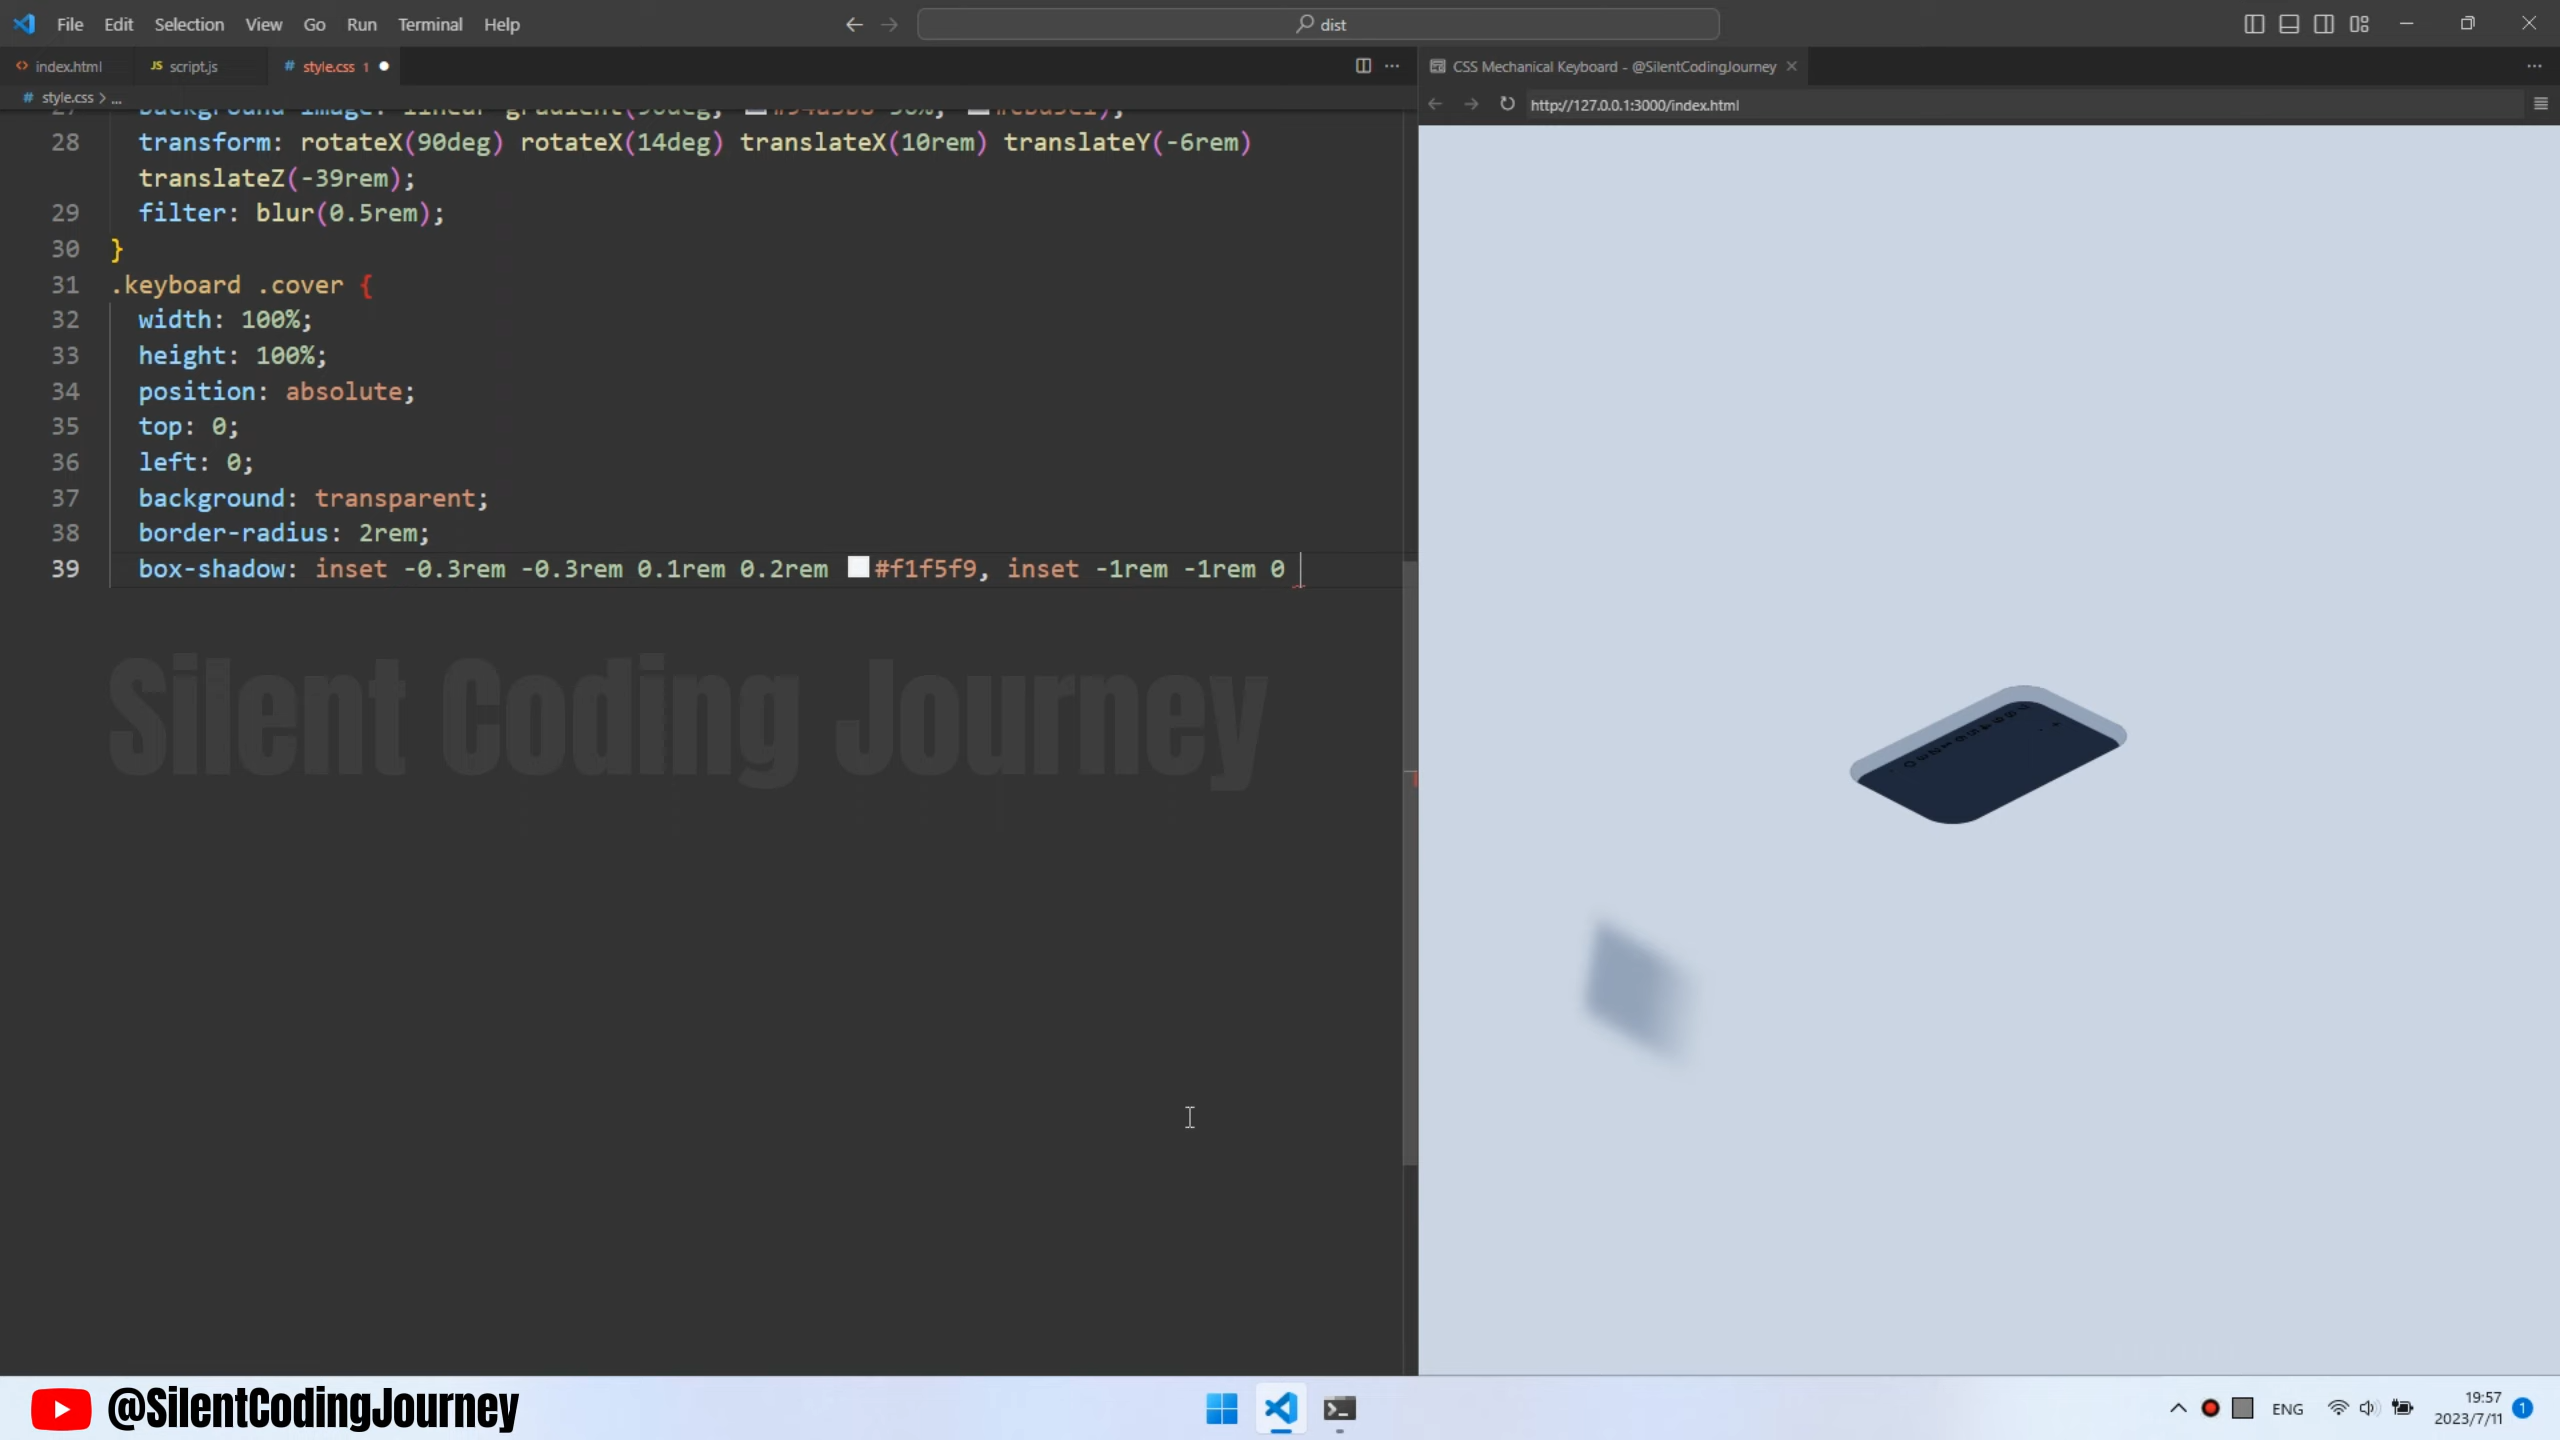 File Edit Selection View Go Run Terminal Help
dist
index.html
JS script.js
# style.css 1
CSS Mechanical Keyboard - @SilentCodingJourney
# style.css > ...
http://127.0.0.1:3000/index.html
28 transform: rotateX(90deg) rotateX(14deg) translateX(10rem) translateY(-6rem)
translateZ(-39rem);
29 filter: blur(0.5rem);
30 }
31 .keyboard .cover {
32 width: 100%;
33 height: 100%;
34 position: absolute;
35 top: 0;
36 left: 0;
37 background: transparent;
38 border-radius: 2rem;
39 box-shadow: inset -0.3rem -0.3rem 0.1rem 0.2rem #f1f5f9, inset -1rem -1rem 0
Silent Coding Journey
@SilentCodingJourney
ENG
19:57
2023/7/11
1